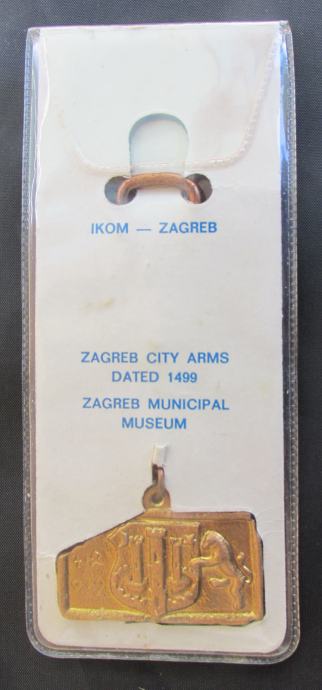 IKOM — ZAGREB
ZAGREB CITY ARMS
DATED 1499
ZAGREB MUNICIPAL
MUSEUM